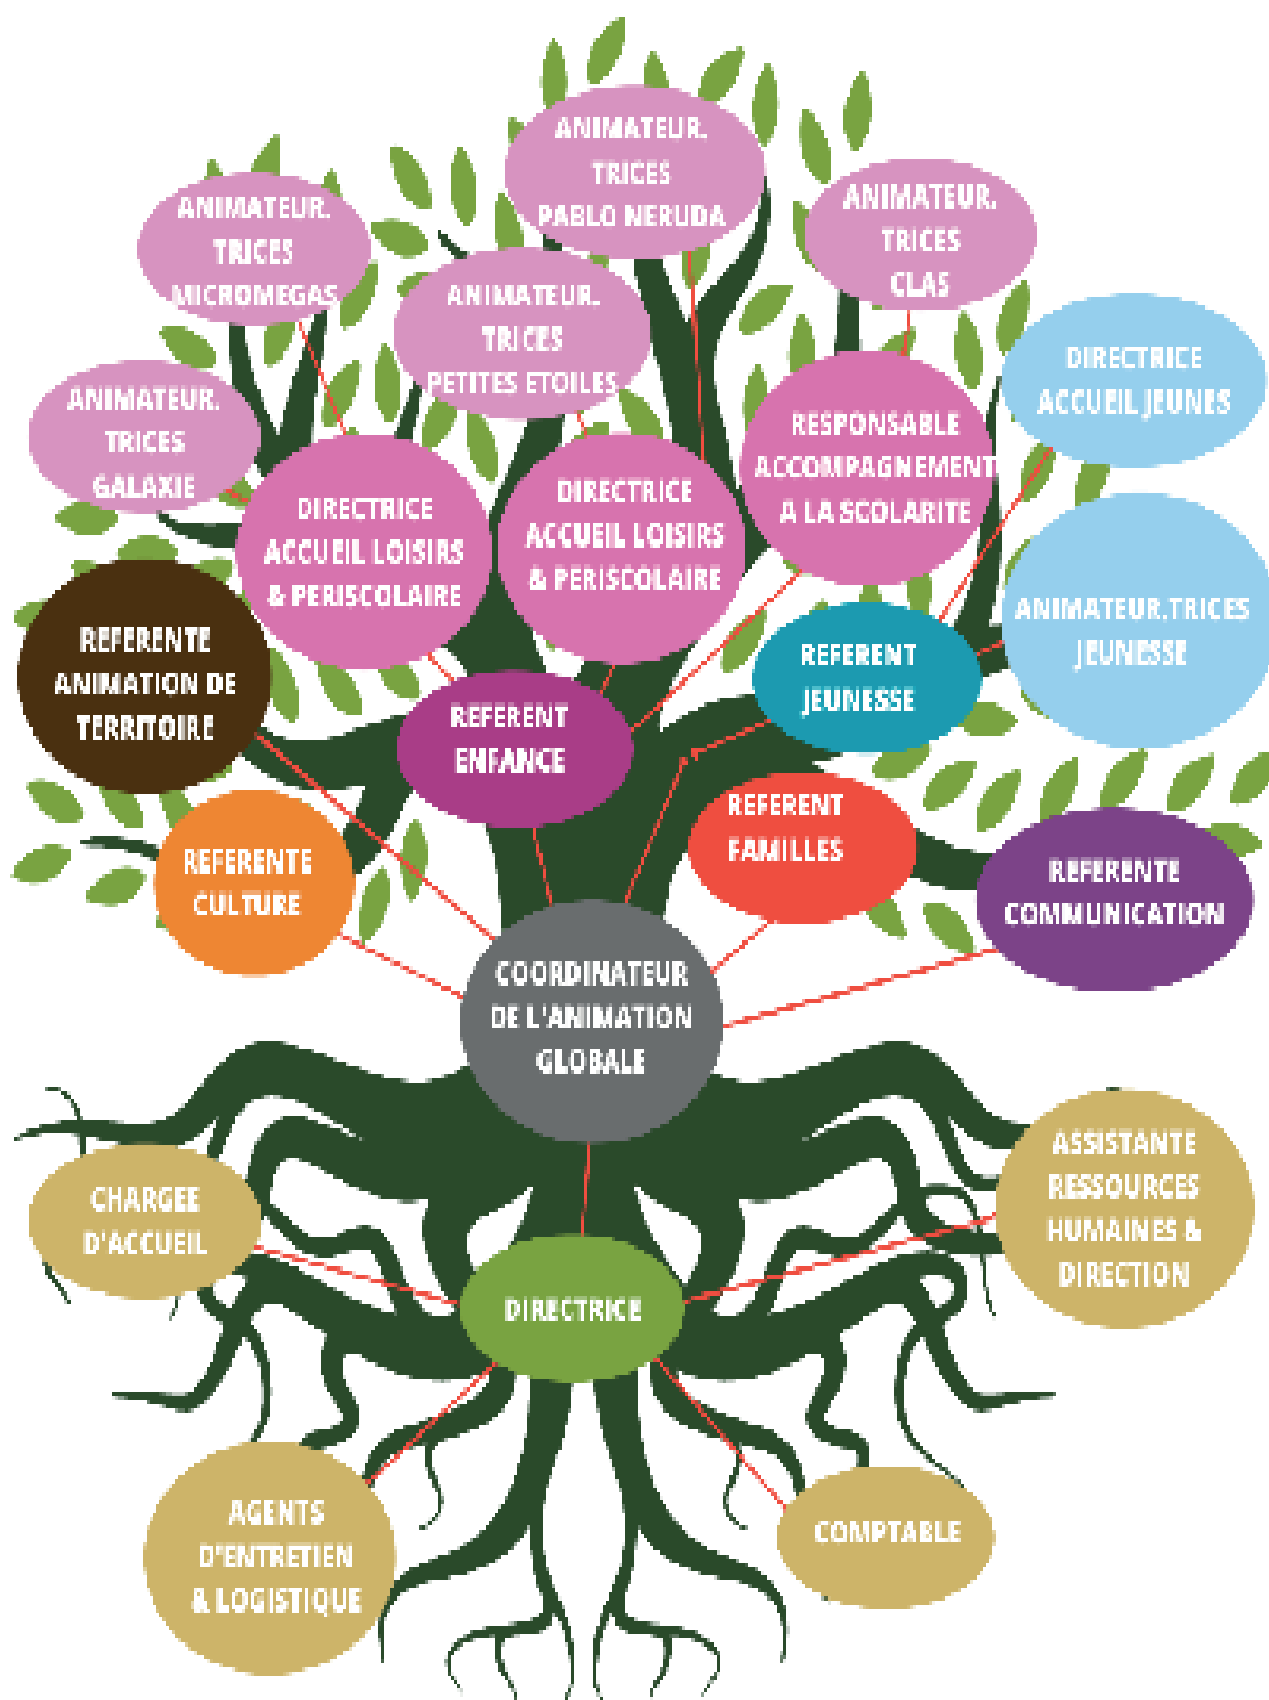 ANIMATEUR.
TRICES
PABLO NERUDA
ANIMATEUR.
TRICES
MICROMEGAS
ANIMATEUR.
TRICES
CLAS
ANIMATEUR.
TRICES
PETITES ETOILES
DIRECTRICE
ACCUEIL JEUNES
ANIMATEUR.
TRICES
GALAXIE
RESPONSABLE
ACCOMPAGNEMENT
A LA SCOLARITE
DIRECTRICE
ACCUEIL LOISIRS
& PERISCOLAIRE
DIRECTRICE
ACCUEIL LOISIRS
& PERISCOLAIRE
ANIMATEUR.TRICES
JEUNESSE
REFERENTE
ANIMATION DE
TERRITOIRE
REFERENT
JEUNESSE
REFERENT
ENFANCE
REFERENT
FAMILLES
REFERENTE
CULTURE
REFERENTE
COMMUNICATION
COORDINATEUR
DE L'ANIMATION
GLOBALE
ASSISTANTE
RESSOURCES
HUMAINES &
DIRECTION
CHARGEE
D'ACCUEIL
DIRECTRICE
AGENTS
D'ENTRETIEN
& LOGISTIQUE
COMPTABLE